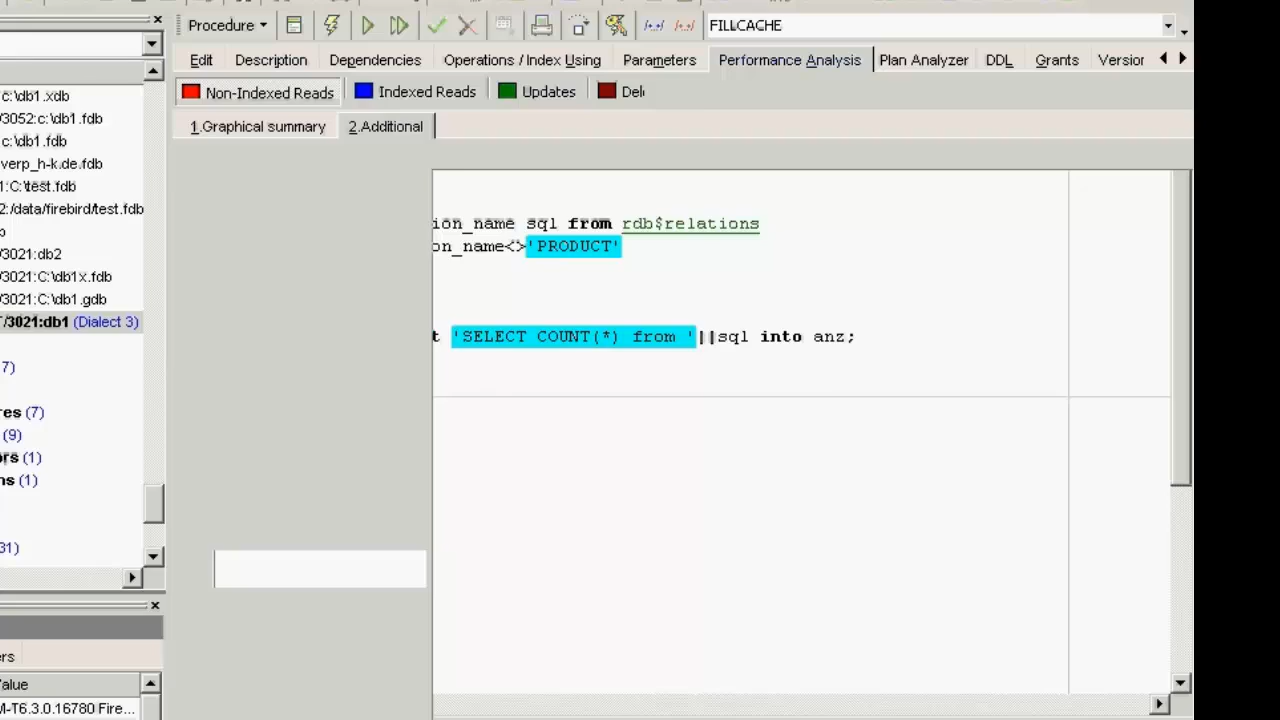 Procedure
FILLCACHE
Edit Description Dependencies Operations / Index Using Parameters Performance Analysis Plan Analyzer DDL Grants Version
Non-Indexed Reads Indexed Reads Updates Del
1.Graphical summary 2.Additional
c:\db1.xdb
/3052:c:\db1.fdb
c:\db1.fdb
verp_h-k.de.fdb
1:C:\test.fdb
2:/data/firebird/test.fdb
b
/3021:db2
/3021:C:\db1x.fdb
/3021:C:\db1.gdb
/3021:db1 (Dialect 3)
7)
res (7)
(9)
ors (1)
ns (1)
31)
ers
alue
M-T6.3.0.16780 Fire...
ion_name sql from rdb$relations
on_name<>'PRODUCT'
t 'SELECT COUNT(*) from '||sql into anz;